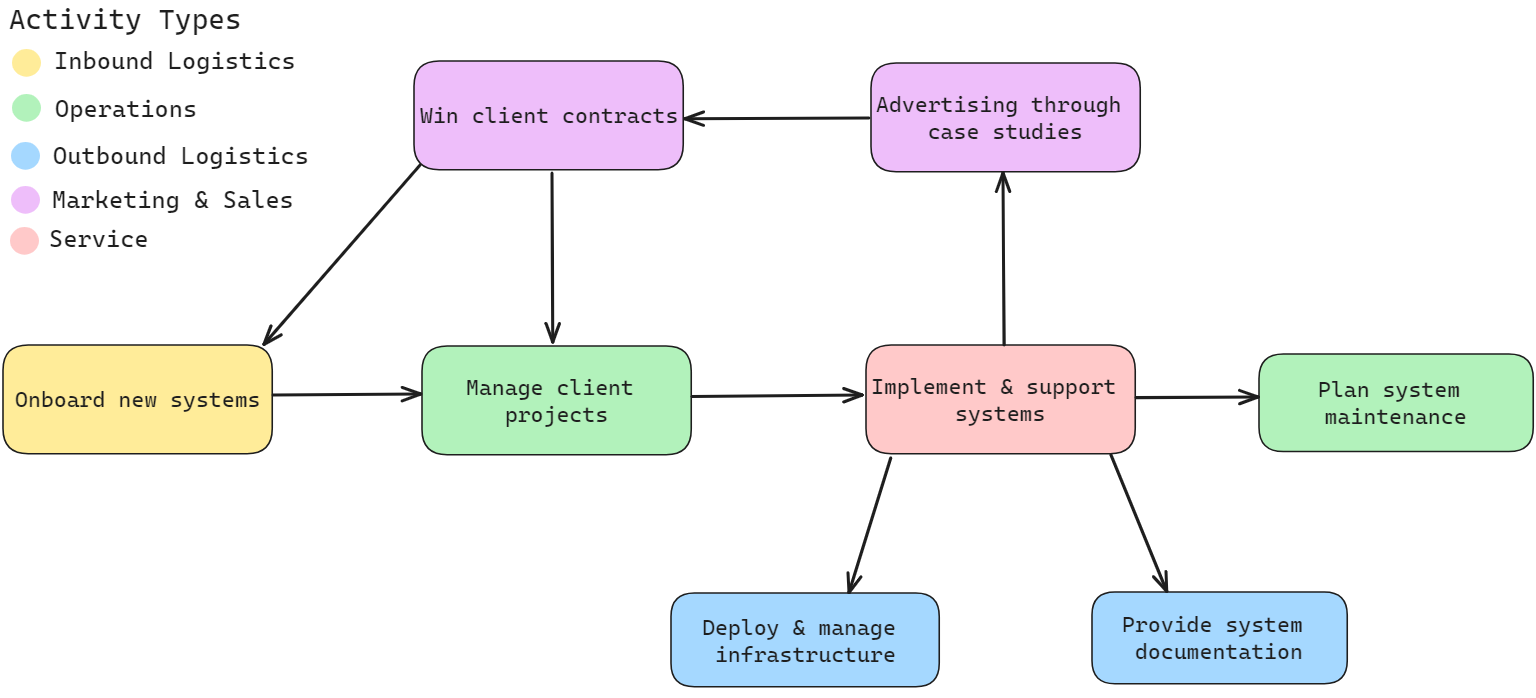 Activity Types
Inbound Logistics
Operations
Outbound Logistics
Marketing & Sales
Service
Win client contracts
Advertising through
case studies
Onboard new systems
Manage client
projects
Implement & support
systems
Plan system
maintenance
Deploy & manage
infrastructure
Provide system
documentation